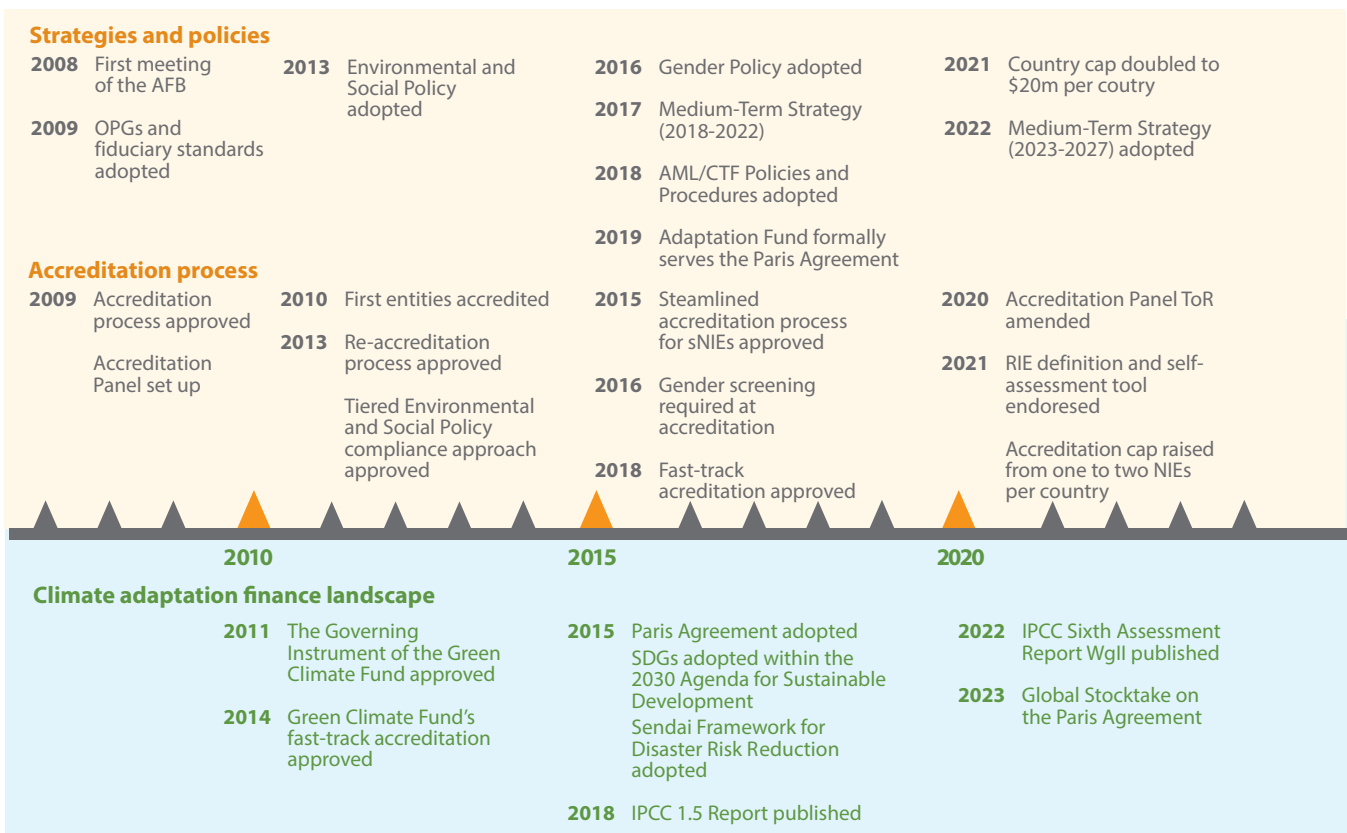 Strategies and policies
2008 First meeting
of the AFB
2009 OPGs and
fiduciary standards
adopted
2013 Environmental and
Social Policy
adopted
2016 Gender Policy adopted
2017 Medium-Term Strategy
(2018-2022)
2018 AML/CTF Policies and
Procedures adopted
2019 Adaptation Fund formally
serves the Paris Agreement
2021 Country cap doubled to
$20m per coutry
2022 Medium-Term Strategy
(2023-2027) adopted
Accreditation process
2009 Accreditation
process approved
Accreditation
Panel set up
2010 First entities accredited
2013 Re-accreditation
process approved
Tiered Environmental
and Social Policy
compliance approach
approved
2015 Steamlined
accreditation process
for sNIEs approved
2016 Gender screening
required at
accreditation
2018 Fast-track
acreditation approved
2020 Accreditation Panel ToR
amended
2021 RIE definition and self-
assessment tool
endoresed
Accreditation cap raised
from one to two NIEs
per country
2010
2015
2020
Climate adaptation finance landscape
2011 The Governing
Instrument of the Green
Climate Fund approved
2014 Green Climate Fund's
fast-track accreditation
approved
2015 Paris Agreement adopted
SDGs adopted within the
2030 Agenda for Sustainable
Development
Sendai Framework for
Disaster Risk Reduction
adopted
2018 IPCC 1.5 Report published
2022 IPCC Sixth Assessment
Report WgII published
2023 Global Stocktake on
the Paris Agreement